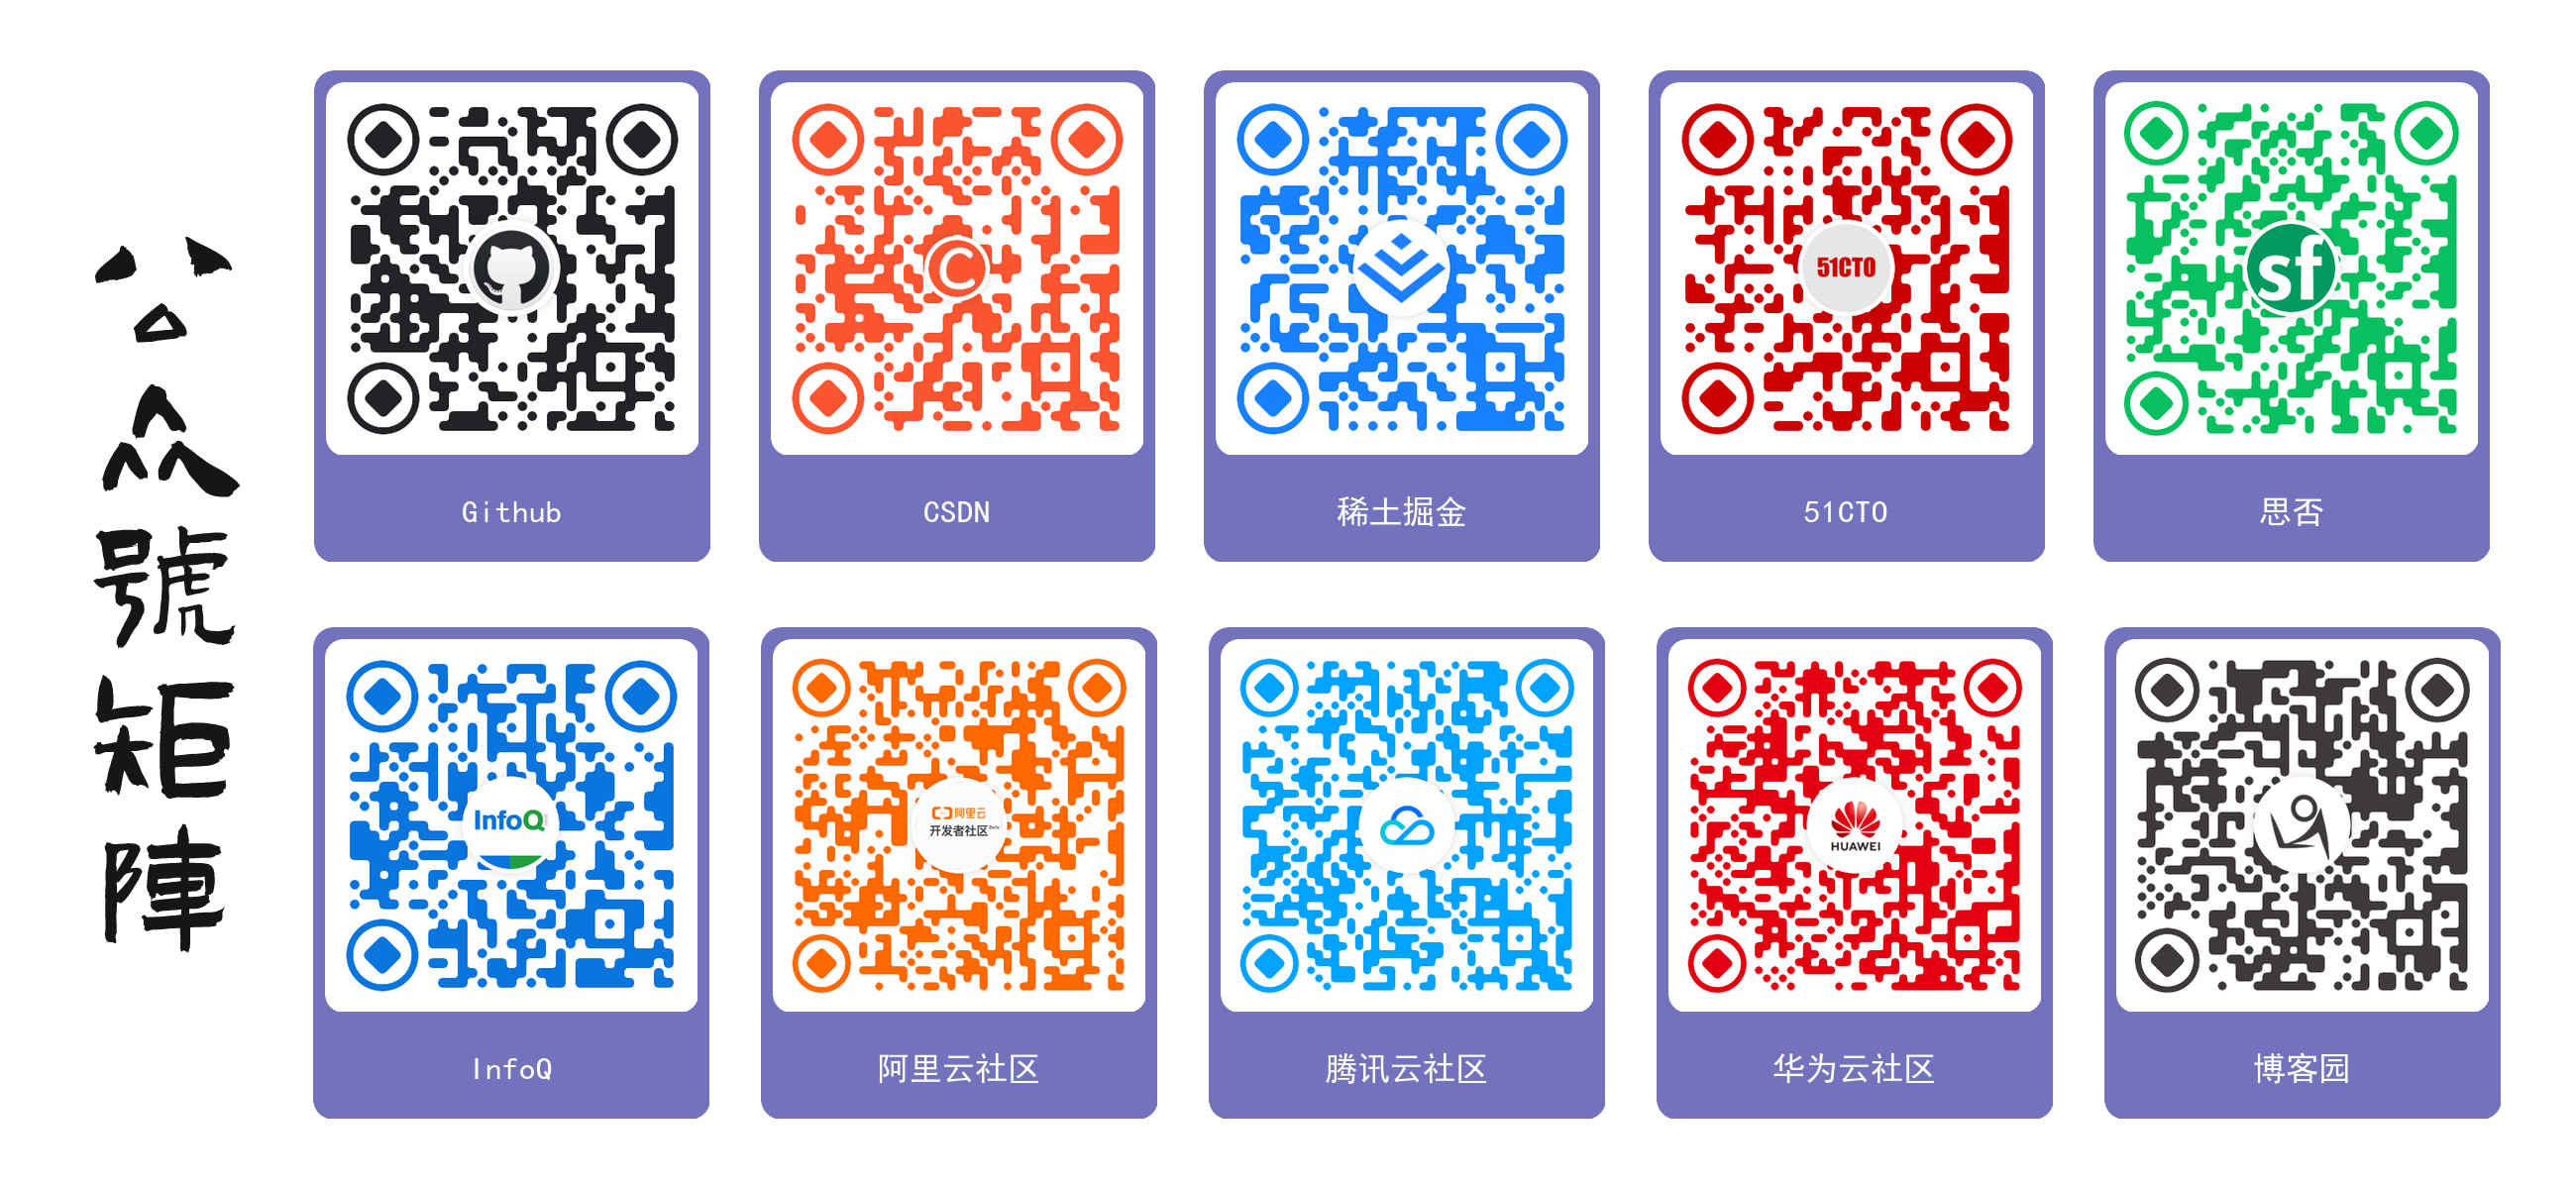 公众號矩陣
51CTO
sf
Github
CSDN
稀土掘金
51CTO
思否
InfoQ
阿里云
开发者社区 Beta
HUAWEI
InfoQ
阿里云社区
腾讯云社区
华为云社区
博客园